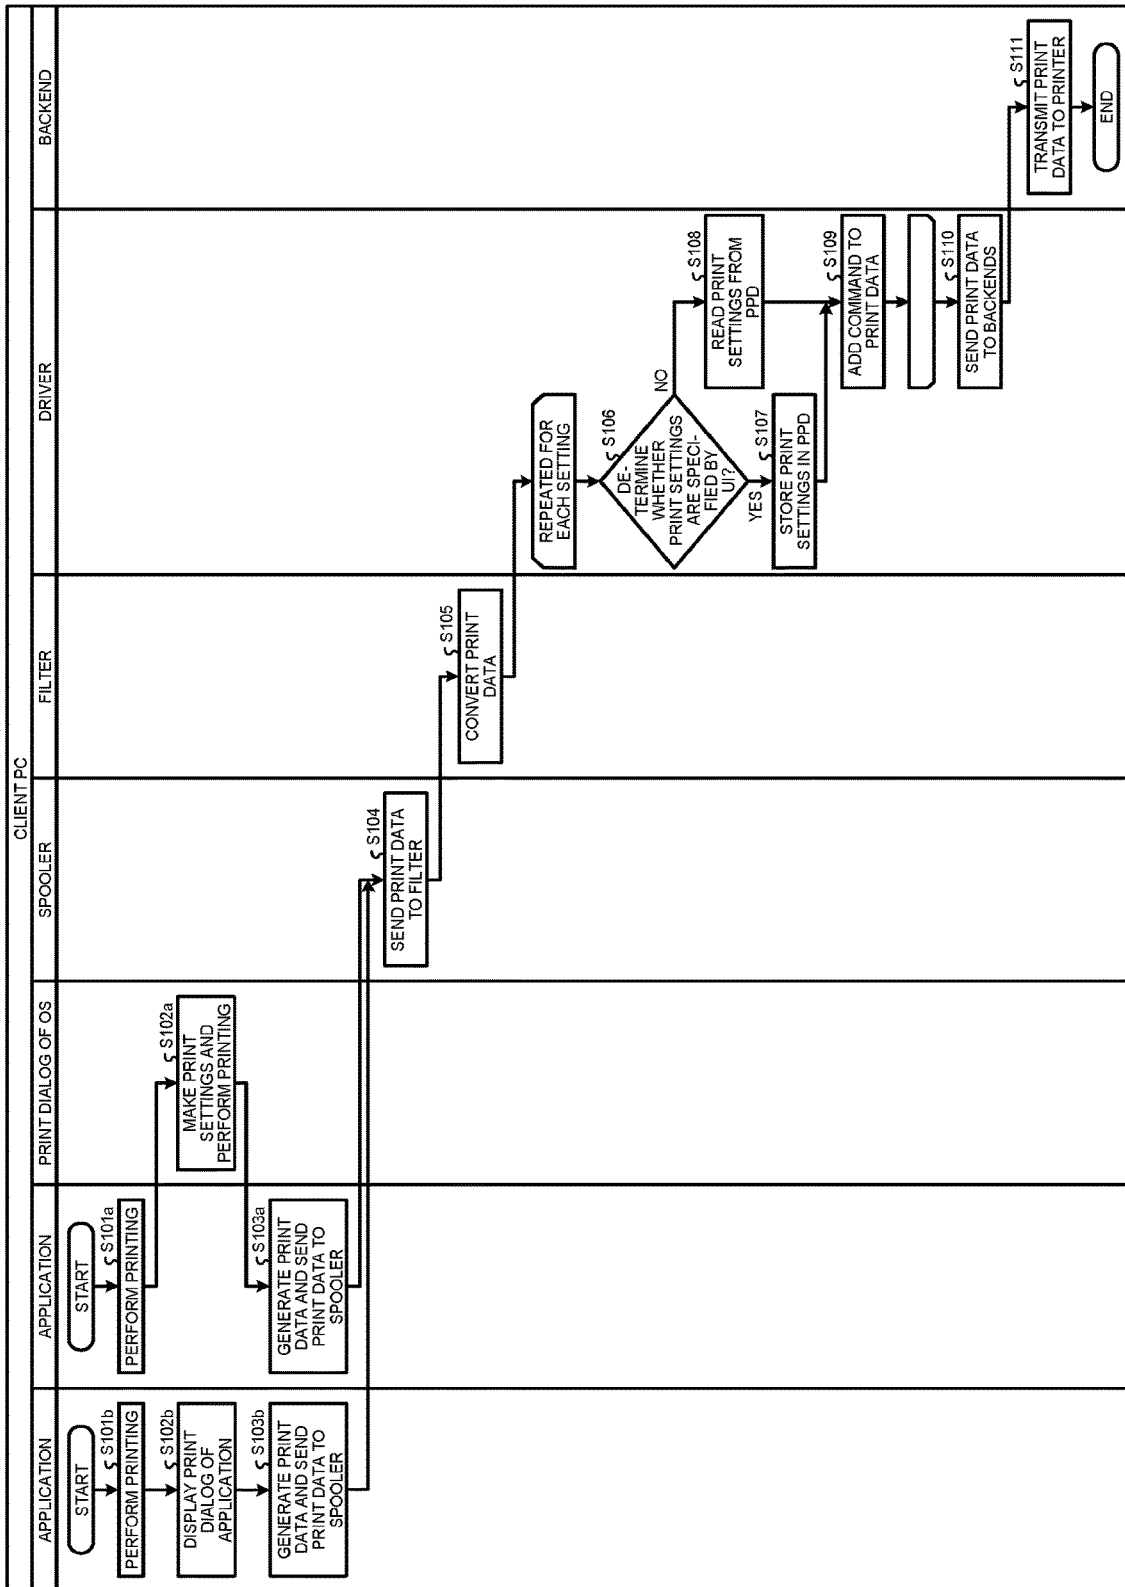 CLIENT PC
APPLICATION
APPLICATION
PRINT DIALOG OF OS
SPOOLER
FILTER
DRIVER
BACKEND
START
S101b
PERFORM PRINTING
S102b
DISPLAY PRINT
DIALOG OF
APPLICATION
S103b
GENERATE PRINT
DATA AND SEND
PRINT DATA TO
SPOOLER
START
S101a
PERFORM PRINTING
S102a
MAKE PRINT
SETTINGS AND
PERFORM PRINTING
S103a
GENERATE PRINT
DATA AND SEND
PRINT DATA TO
SPOOLER
S104
SEND PRINT DATA
TO FILTER
S105
CONVERT PRINT
DATA
REPEATED FOR
EACH SETTING
S106
DE-
TERMINE
WHETHER
PRINT SETTINGS
ARE SPECI-
FIED BY
UI?
NO
YES
S107
STORE PRINT
SETTINGS IN PPD
S108
READ PRINT
SETTINGS FROM
PPD
S109
ADD COMMAND TO
PRINT DATA
S110
SEND PRINT DATA
TO BACKENDS
S111
TRANSMIT PRINT
DATA TO PRINTER
END